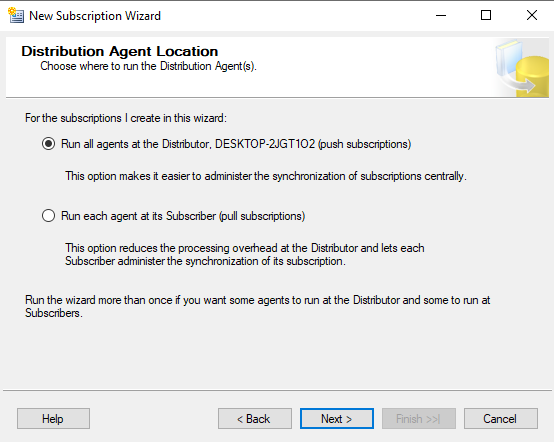 New Subscription Wizard
Distribution Agent Location
Choose where to run the Distribution Agent(s).
For the subscriptions I create in this wizard:
Run all agents at the Distributor, DESKTOP-2JGT1O2 (push subscriptions)
This option makes it easier to administer the synchronization of subscriptions centrally.
Run each agent at its Subscriber (pull subscriptions)
This option reduces the processing overhead at the Distributor and lets each
Subscriber administer the synchronization of its subscription.
Run the wizard more than once if you want some agents to run at the Distributor and some to run at
Subscribers.
Help
< Back
Next >
Finish >>|
Cancel